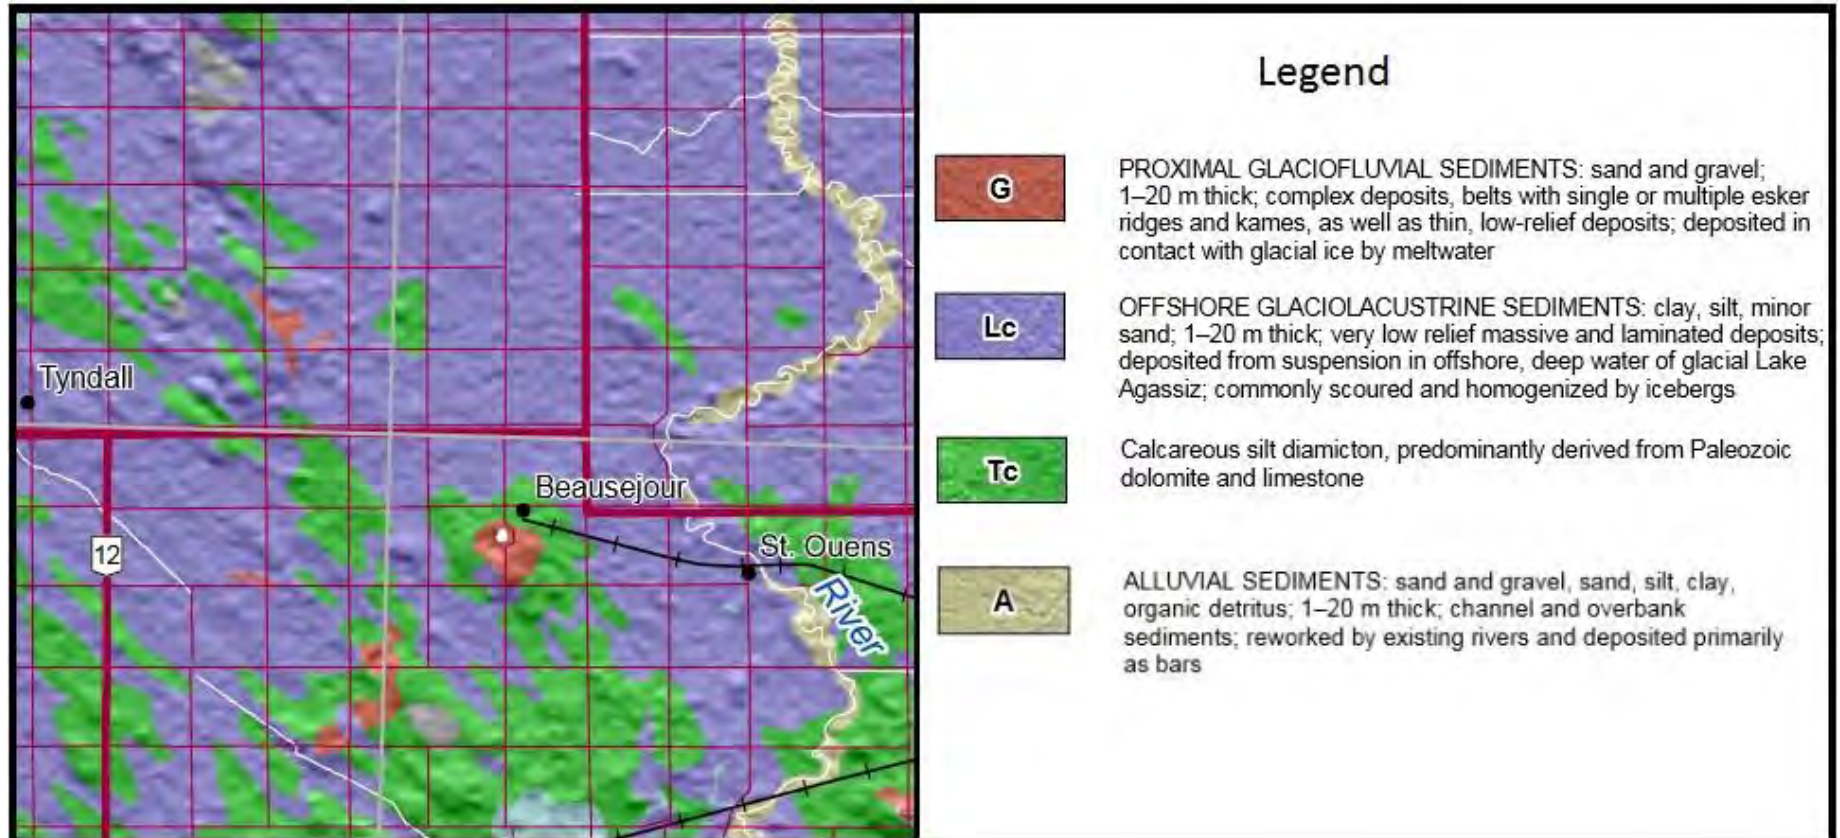 Legend
Tyndall
Beausejour
St. Ouens
12
River
G
PROXIMAL GLACIOFLUVIAL SEDIMENTS: sand and gravel;
1–20 m thick; complex deposits, belts with single or multiple esker
ridges and kames, as well as thin, low-relief deposits; deposited in
contact with glacial ice by meltwater
Lc
OFFSHORE GLACIOLACUSTRINE SEDIMENTS: clay, silt, minor
sand; 1–20 m thick; very low relief massive and laminated deposits;
deposited from suspension in offshore, deep water of glacial Lake
Agassiz; commonly scoured and homogenized by icebergs
Tc
Calcareous silt diamicton, predominantly derived from Paleozoic
dolomite and limestone
A
ALLUVIAL SEDIMENTS: sand and gravel, sand, silt, clay,
organic detritus; 1–20 m thick; channel and overbank
sediments; reworked by existing rivers and deposited primarily
as bars